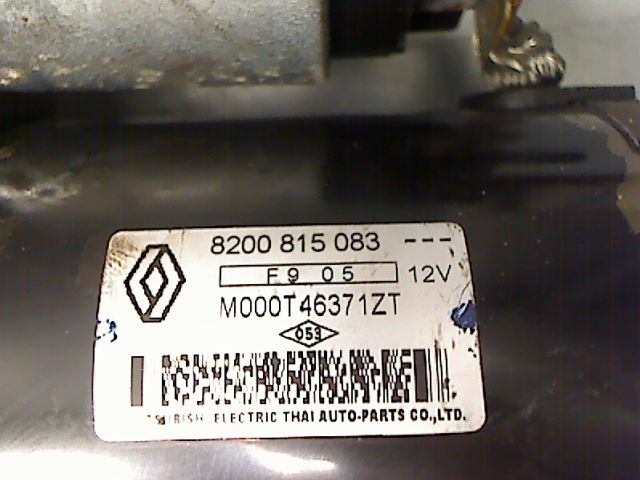 8200 815 083 ---
F9 05 12V
M000T46371ZT
053
ELECTRIC THAI AUTO-PARTS CO.,LTD.